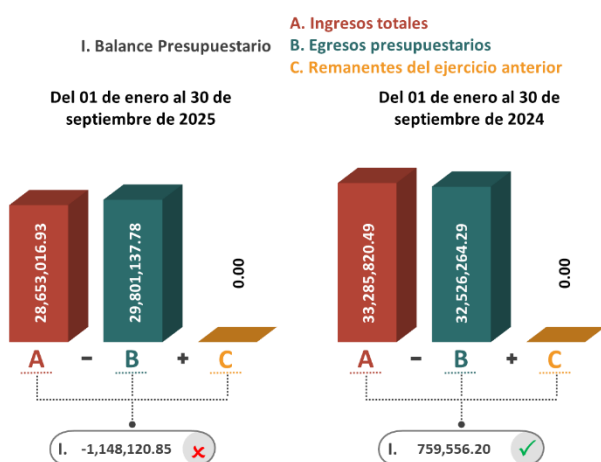 A. Ingresos totales
I. Balance Presupuestario
B. Egresos presupuestarios
C. Remanentes del ejercicio anterior
Del 01 de enero al 30 de
septiembre de 2025
28,653,016.93
29,801,137.78
0.00
A - B + C
I. -1,148,120.85
Del 01 de enero al 30 de
septiembre de 2024
33,285,820.49
32,526,264.29
0.00
A - B + C
I. 759,556.20